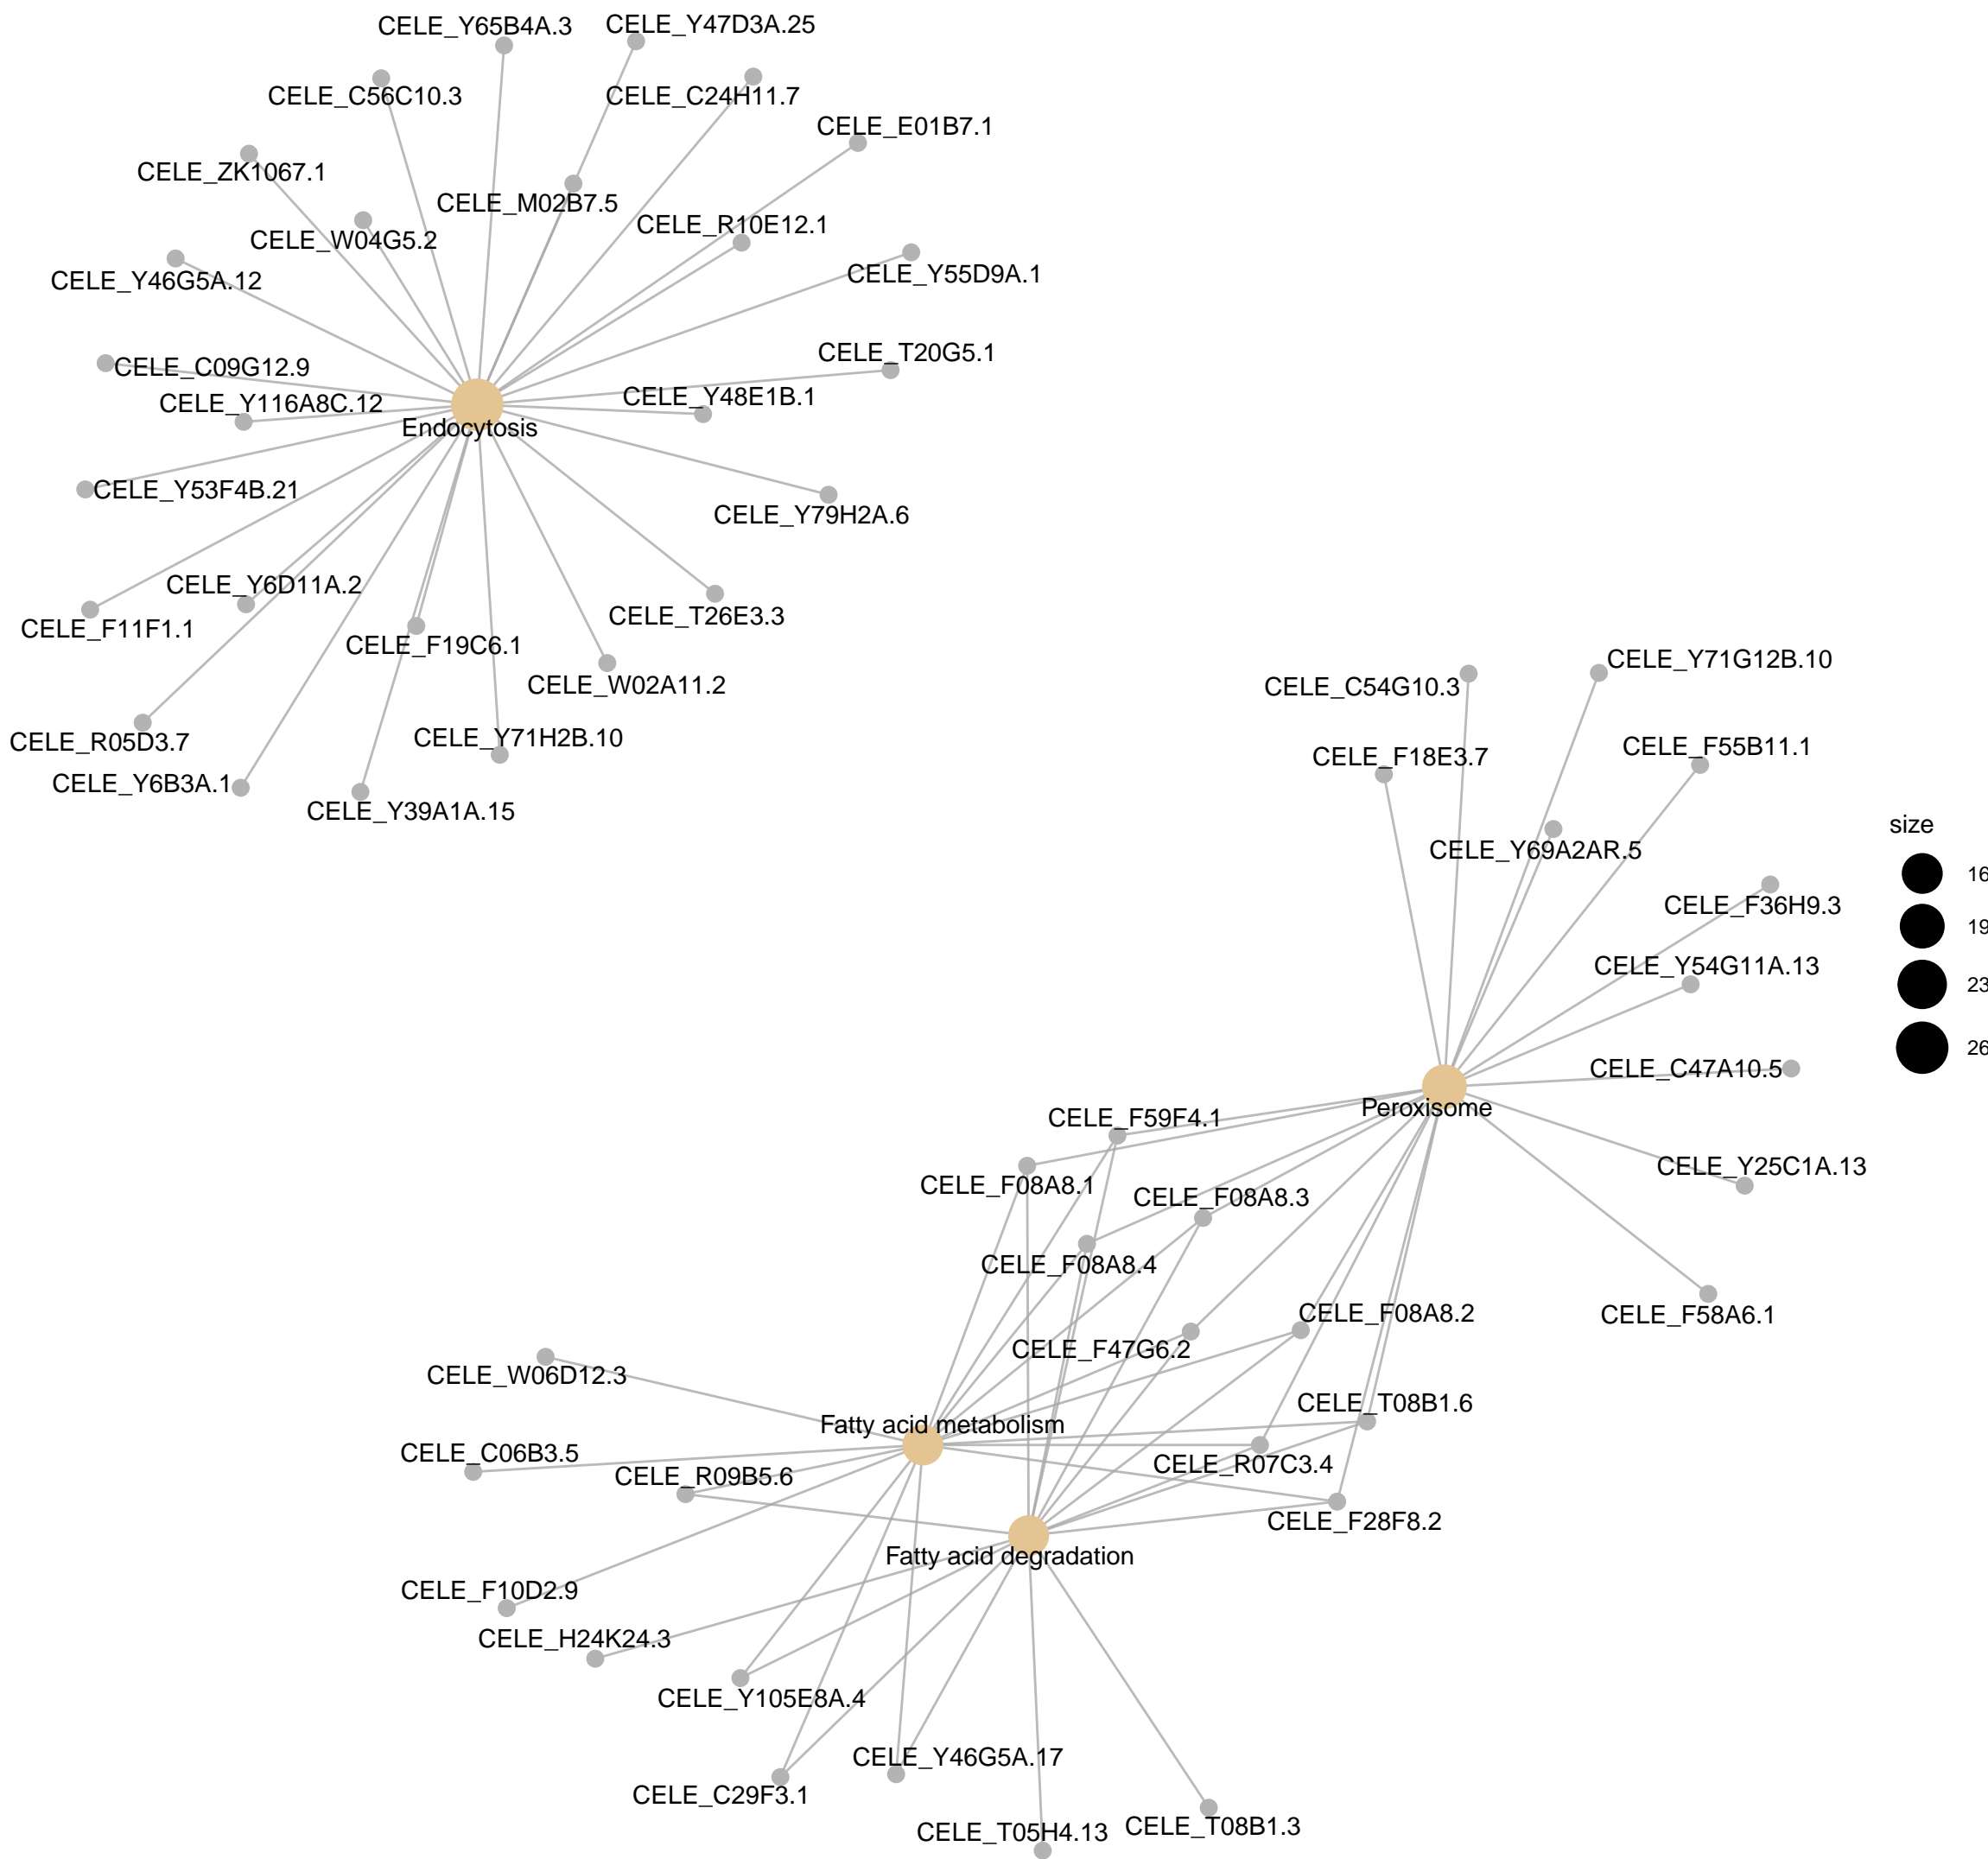 CELE_Y65B4A.3
CELE_Y47D3A.25
CELE_C56C10.3
CELE_C24H11.7
CELE_E01B7.1
CELE_ZK1067.1
CELE_M02B7.5
CELE_R10E12.1
CELE_W04G5.2
CELE_Y46G5A.12
CELE_Y55D9A.1
CELE_C09G12.9
CELE_T20G5.1
CELE_Y116A8C.12
CELE_Y48E1B.1
Endocytosis
CELE_Y53F4B.21
CELE_Y79H2A.6
CELE_Y6D11A.2
CELE_F11F1.1
CELE_T26E3.3
CELE_F19C6.1
CELE_W02A11.2
CELE_R05D3.7
CELE_Y71H2B.10
CELE_Y6B3A.1
CELE_Y39A1A.15
CELE_C54G10.3
CELE_Y71G12B.10
CELE_F18E3.7
CELE_F55B11.1
CELE_Y69A2AR.5
CELE_F36H9.3
CELE_Y54G11A.13
CELE_C47A10.5
Peroxisome
CELE_F59F4.1
CELE_Y25C1A.13
CELE_F08A8.1
CELE_F08A8.3
CELE_F08A8.4
CELE_F58A6.1
CELE_F08A8.2
CELE_F47G6.2
CELE_W06D12.3
CELE_T08B1.6
Fatty acid metabolism
CELE_C06B3.5
CELE_R09B5.6
CELE_R07C3.4
CELE_F28F8.2
Fatty acid degradation
CELE_F10D2.9
CELE_H24K24.3
CELE_Y105E8A.4
CELE_Y46G5A.17
CELE_C29F3.1
CELE_T05H4.13
CELE_T08B1.3
size
16
19
23
26